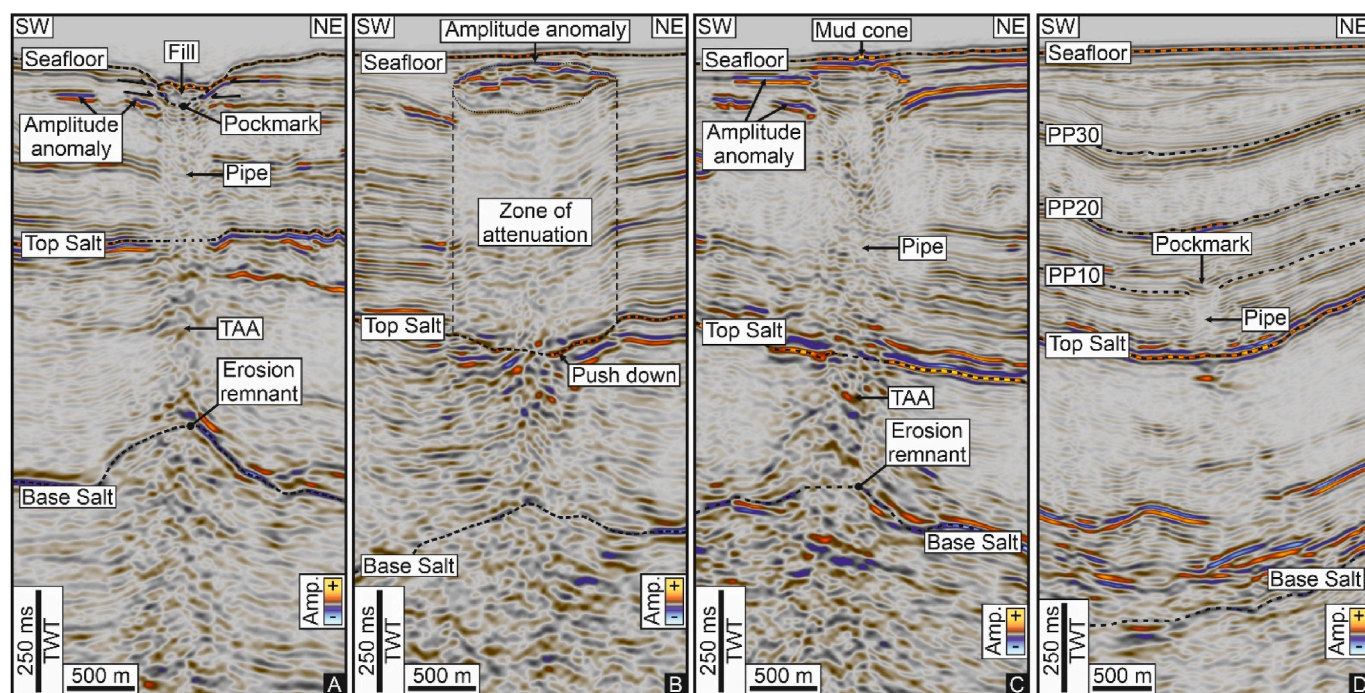 SW
NE
Seafloor
Fill
Amplitude
anomaly
Pockmark
Pipe
Top Salt
TAA
Erosion
remnant
Base Salt
250 ms
TWT
500 m
Amp.
+
-
A
SW
NE
Amplitude anomaly
Seafloor
Zone of
attenuation
Top Salt
Push down
Base Salt
250 ms
TWT
500 m
Amp.
+
-
B
SW
NE
Mud cone
Seafloor
Amplitude
anomaly
Pipe
Top Salt
TAA
Erosion
remnant
Base Salt
250 ms
TWT
500 m
Amp.
+
-
C
SW
NE
Seafloor
PP30
PP20
Pockmark
PP10
Pipe
Top Salt
Base Salt
250 ms
TWT
500 m
Amp.
+
-
D